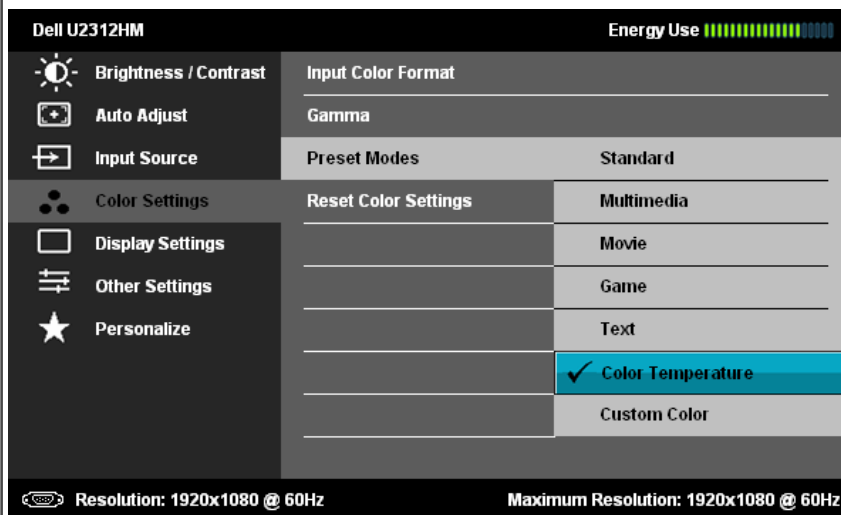 Dell U2312HM Energy Use
Brightness / Contrast Input Color Format
Auto Adjust Gamma
Input Source Preset Modes Standard
Color Settings Reset Color Settings Multimedia
Display Settings Movie
Other Settings Game
Personalize Text
Color Temperature
Custom Color
Resolution: 1920x1080 @ 60Hz Maximum Resolution: 1920x1080 @ 60Hz